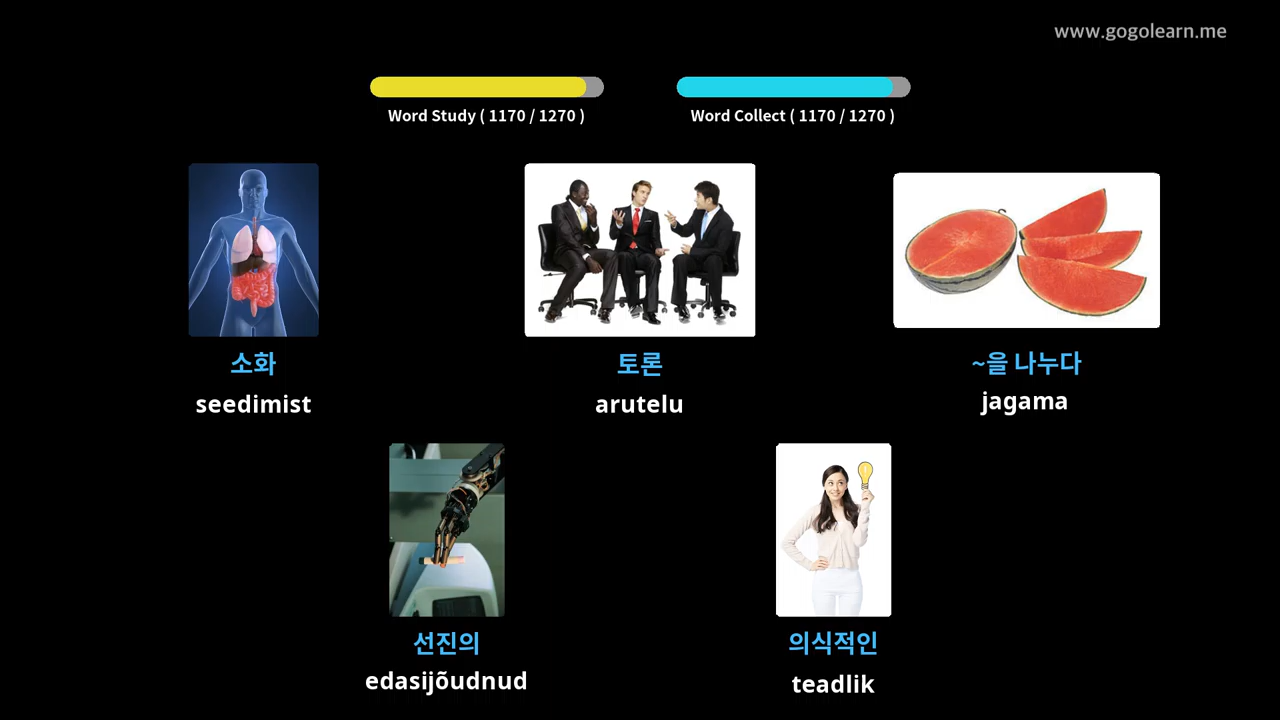 www.gogolearn.me
Word Study ( 1170 / 1270 )
Word Collect ( 1170 / 1270 )
소화
seedimist
토론
arutelu
~을 나누다
jagama
선진의
edasijõudnud
의식적인
teadlik